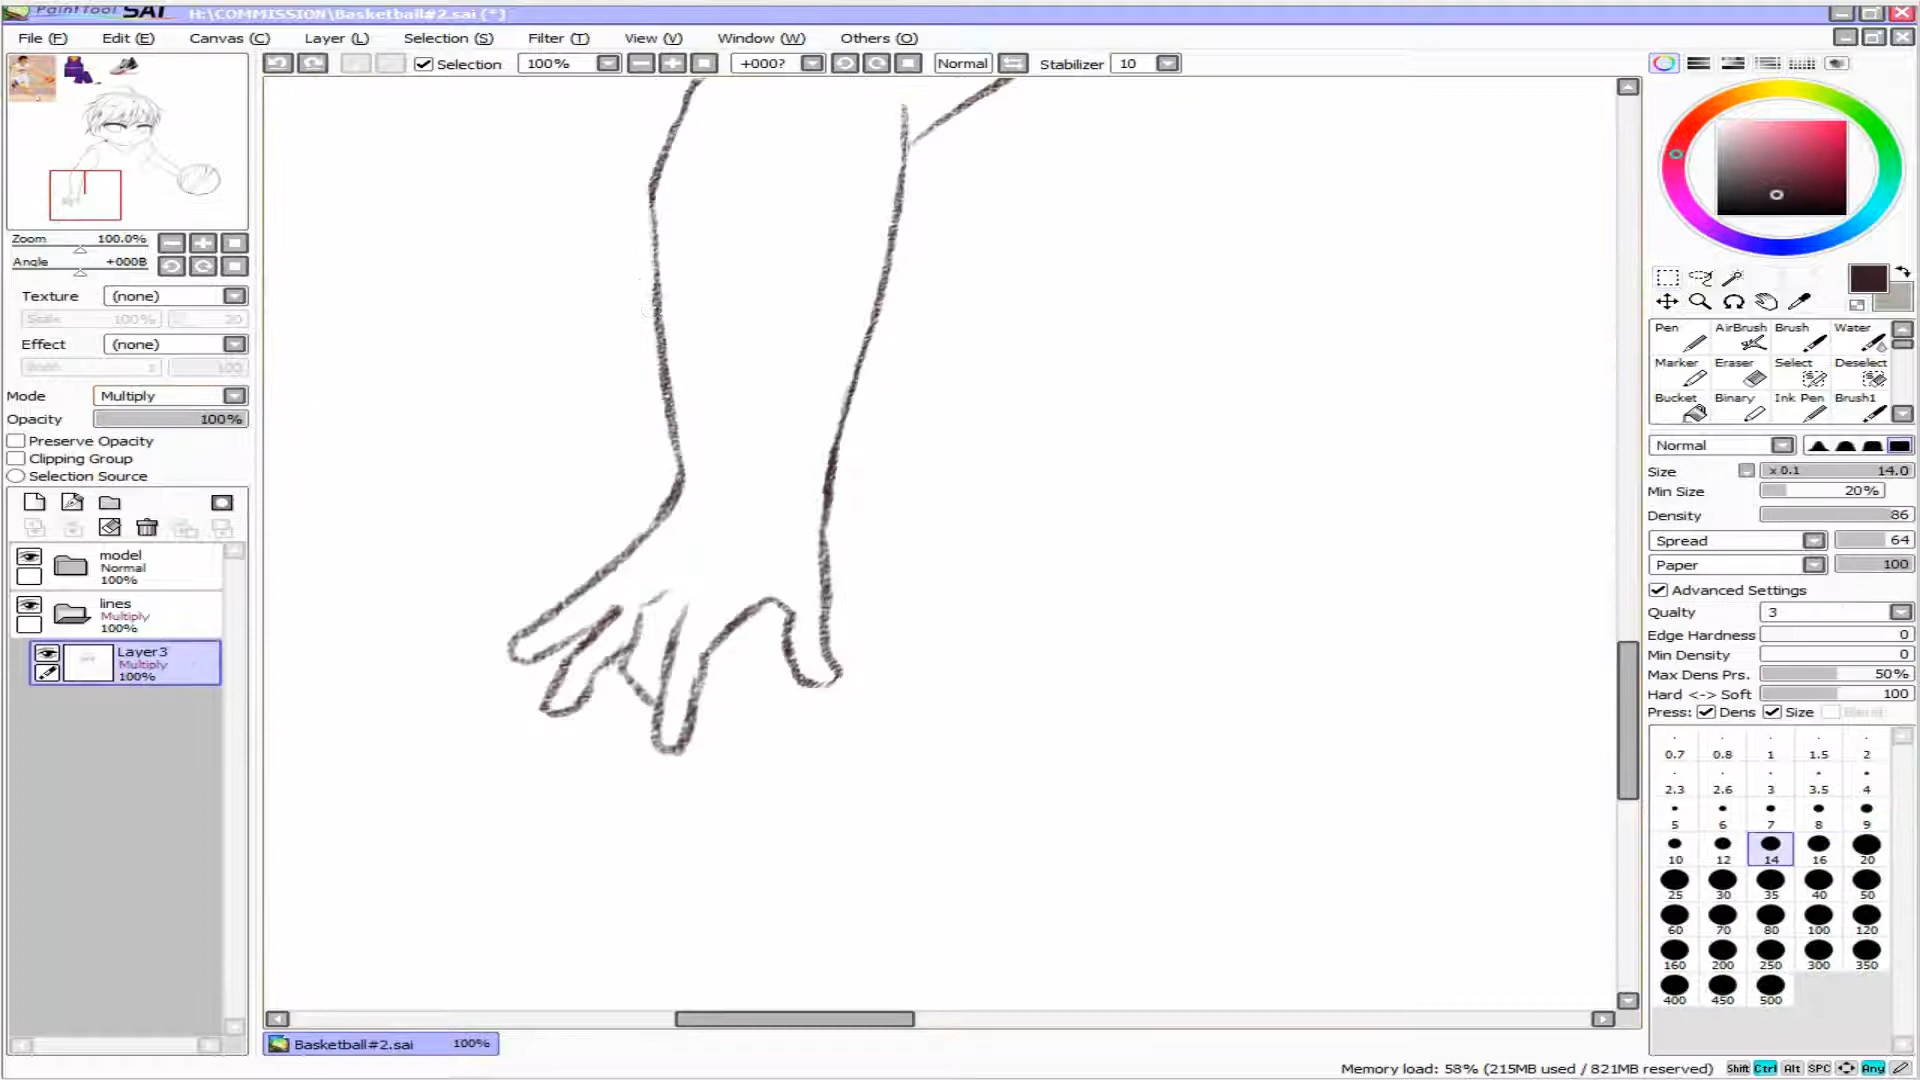 PaintTool SAI H:\COMMISSION\Basketball#2.sai (*)
File (F) Edit (E) Canvas (C) Layer (L) Selection (S) Filter (T) View (V) Window (W) Others (O)
Selection 100% +000? Normal Stabilizer 10
Zoom 100.0%
Angle +000B
Texture (none)
Scale 100% 20
Effect (none)
Width 100
Mode Multiply
Opacity 100%
Preserve Opacity
Clipping Group
Selection Source
model
Normal
100%
lines
Multiply
100%
Layer3
Multiply
100%
Pen AirBrush Brush Water
Marker Eraser Select Deselect
Bucket Binary Ink Pen Brush1
Normal
Size x 0.1 14.0
Min Size 20%
Density 86
Spread 64
Paper 100
Advanced Settings
Quality 3
Edge Hardness 0
Min Density 0
Max Dens Prs. 50%
Hard <-> Soft 100
Press: Dens Size Blend
0.7 0.8 1 1.5 2
2.3 2.6 3 3.5 4
5 6 7 8 9
10 12 14 16 20
25 30 35 40 50
60 70 80 100 120
160 200 250 300 350
400 450 500
Basketball#2.sai 100%
Memory load: 58% (215MB used / 821MB reserved) Shift Ctrl Alt SPC Any